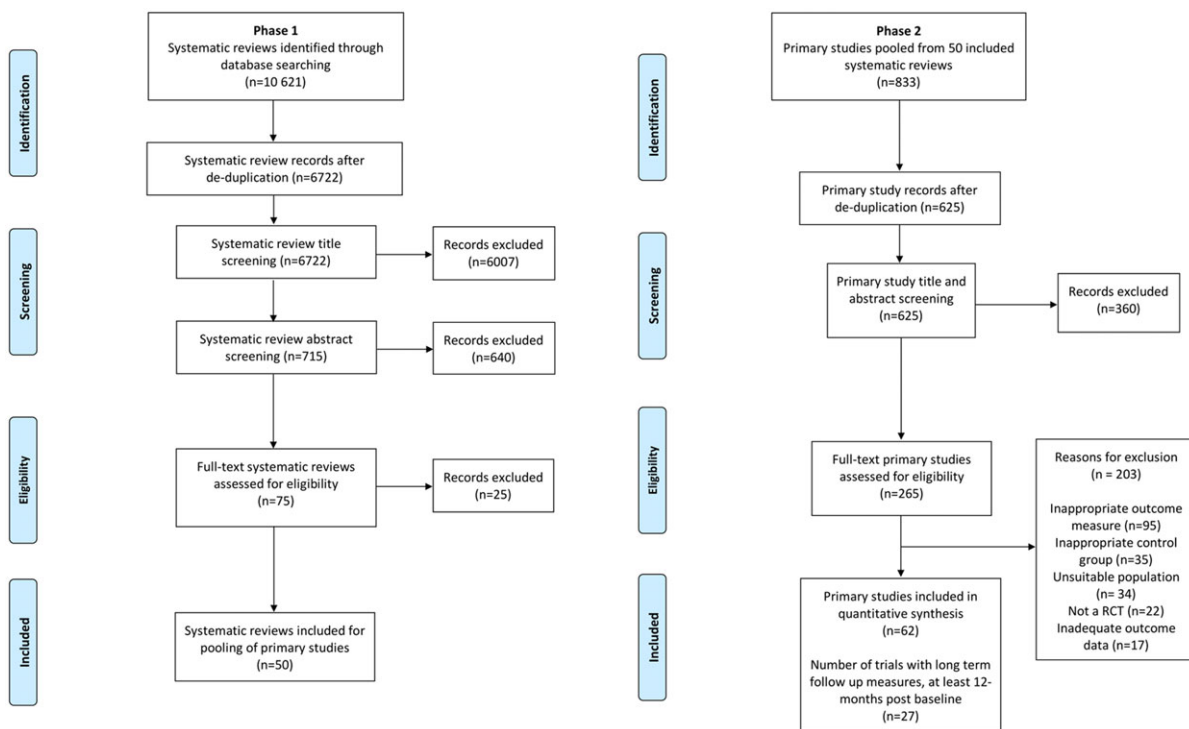 Phase 1
Systematic reviews identified through
database searching
(n=10 621)
Identification
Systematic review records after
de-duplication (n=6722)
Screening
Systematic review title
screening (n=6722)
Records excluded
(n=6007)
Systematic review abstract
screening (n=715)
Records excluded
(n=640)
Eligibility
Full-text systematic reviews
assessed for eligibility
(n=75)
Records excluded
(n=25)
Included
Systematic reviews included for
pooling of primary studies
(n=50)
Phase 2
Primary studies pooled from 50 included
systematic reviews
(n=833)
Identification
Primary study records after
de-duplication (n=625)
Screening
Primary study title and
abstract screening
(n=625)
Records excluded
(n=360)
Eligibility
Full-text primary studies
assessed for eligibility
(n=265)
Reasons for exclusion
(n = 203)
Inappropriate outcome
measure (n=95)
Inappropriate control
group (n=35)
Unsuitable population
(n= 34)
Not a RCT (n=22)
Inadequate outcome
data (n=17)
Included
Primary studies included in
quantitative synthesis
(n=62)
Number of trials with long term
follow up measures, at least 12-
months post baseline
(n=27)